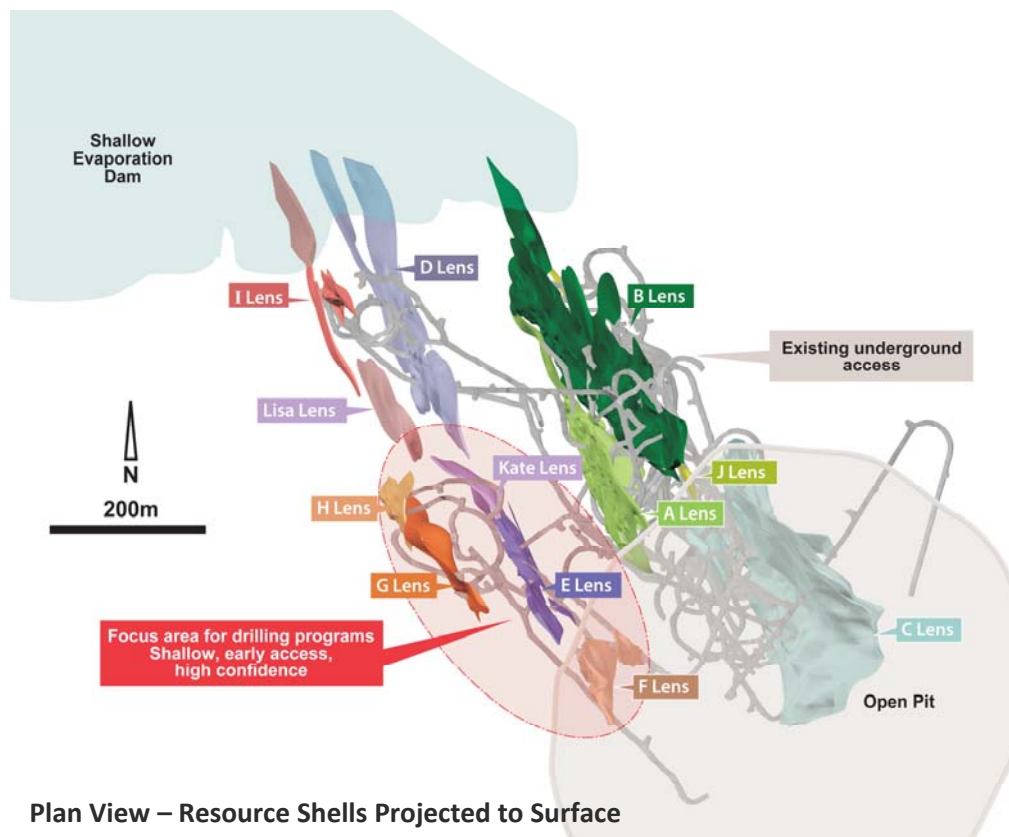 Shallow
Evaporation
Dam
D Lens
I Lens
B Lens
Existing underground
access
Lisa Lens
N
200m
Kate Lens
J Lens
H Lens
A Lens
G Lens
E Lens
Focus area for drilling programs
Shallow, early access,
high confidence
C Lens
F Lens
Open Pit
Plan View – Resource Shells Projected to Surface